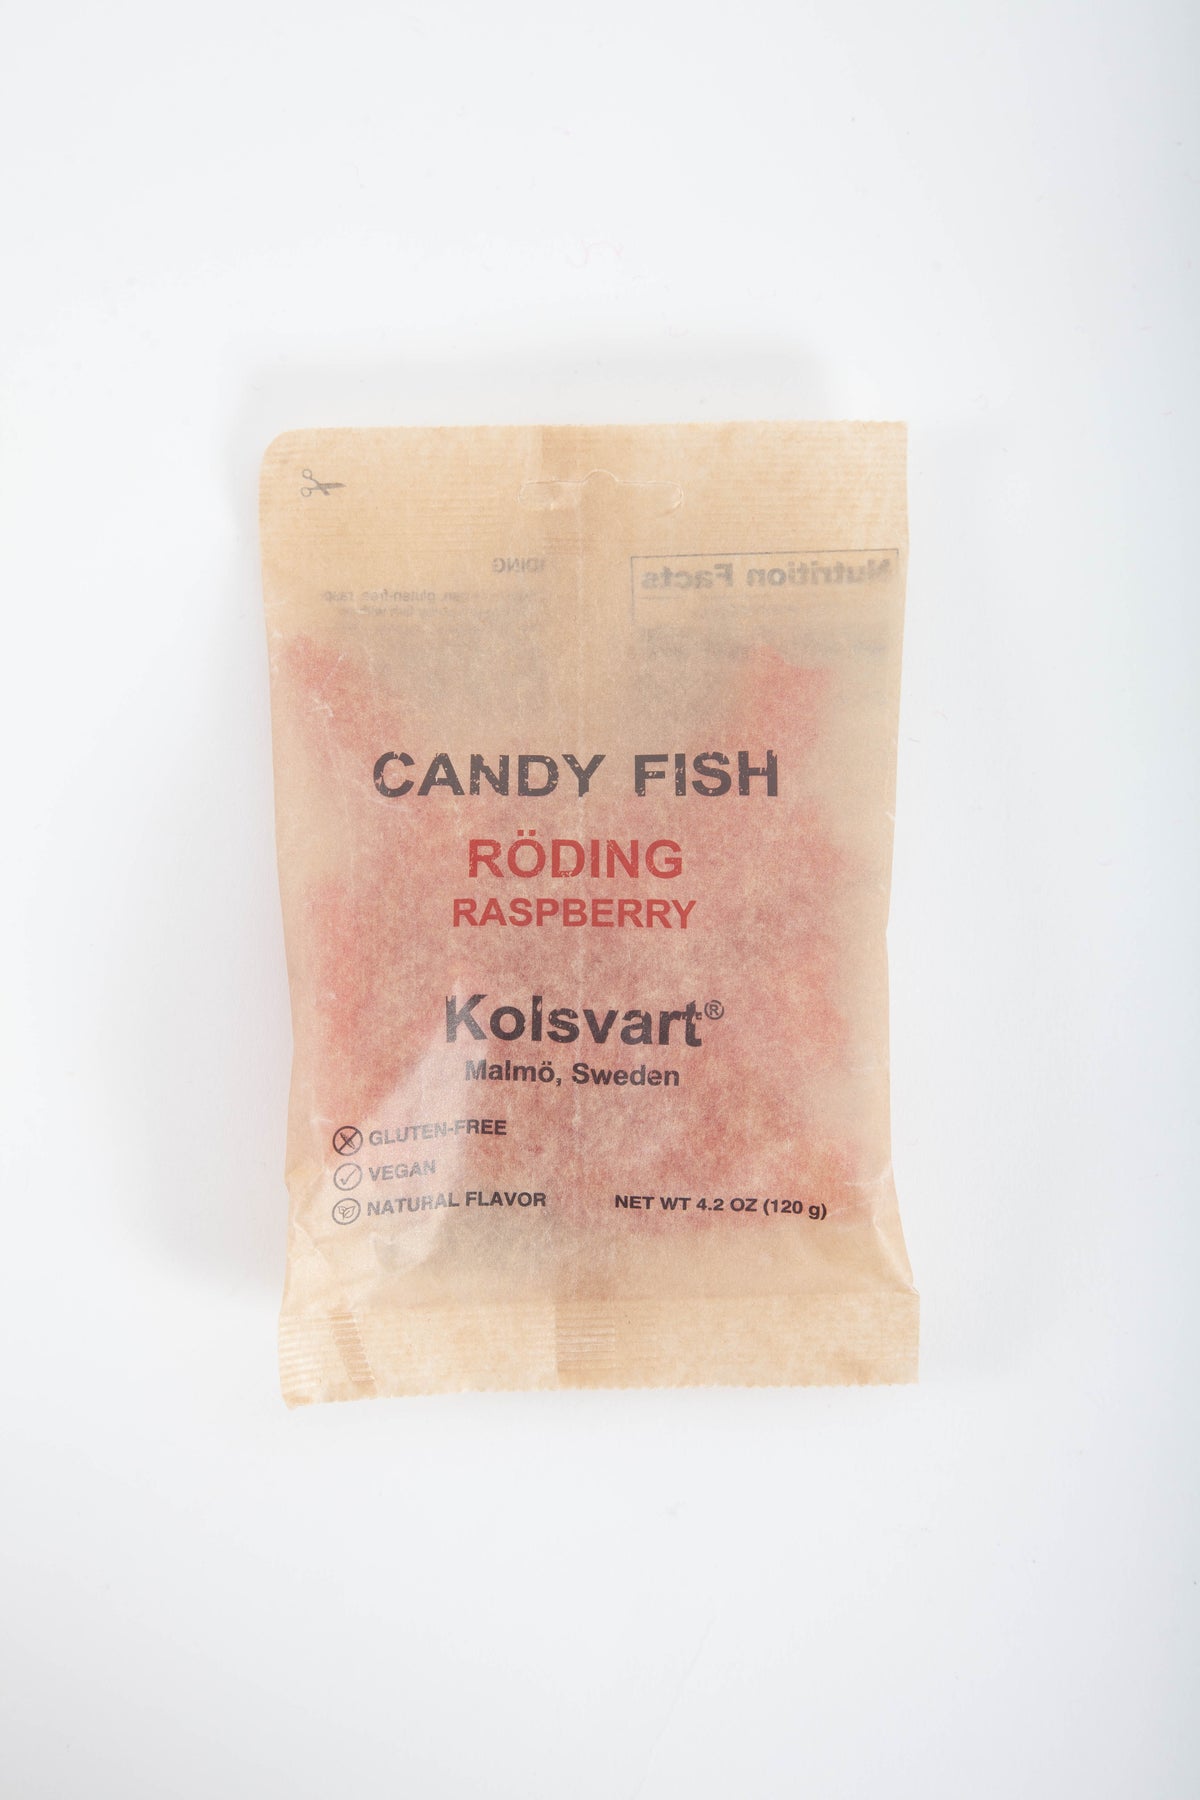 DING
Nutrition Facts
CANDY FISH
RÖDING
RASPBERRY
Kolsvart®
Malmö, Sweden
GLUTEN-FREE
VEGAN
NATURAL FLAVOR
NET WT 4.2 OZ (120 g)